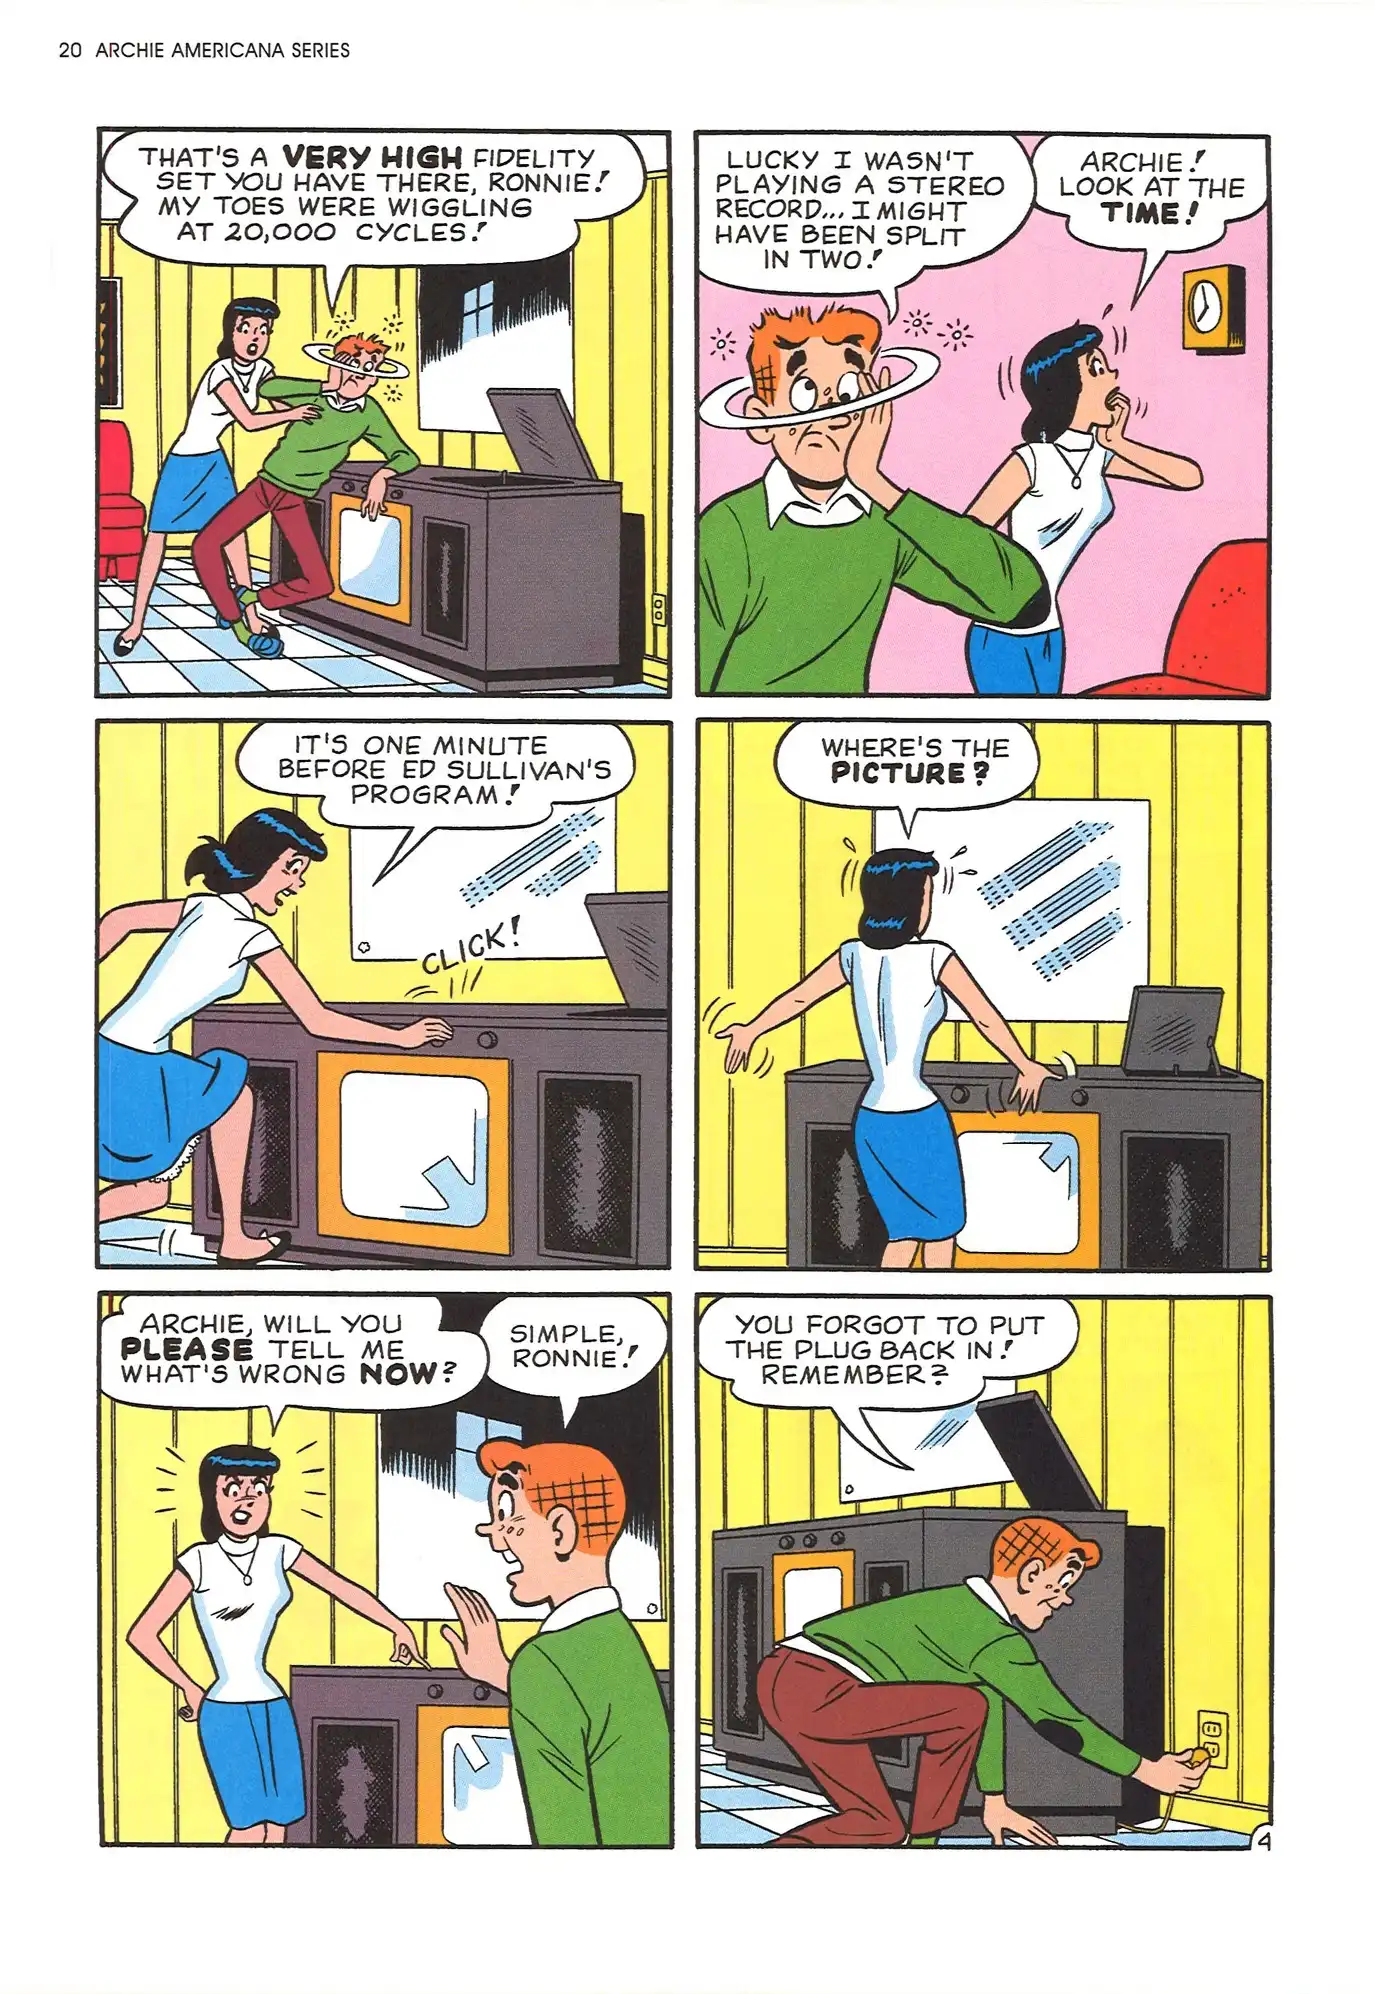 20 ARCHIE AMERICANA SERIES
THAT'S A VERY HIGH FIDELITY
SET YOU HAVE THERE, RONNIE!
MY TOES WERE WIGGLING
AT 20,000 CYCLES!
LUCKY I WASN'T
PLAYING A STEREO
RECORD... I MIGHT
HAVE BEEN SPLIT
IN TWO!
ARCHIE!
LOOK AT THE
TIME!
IT'S ONE MINUTE
BEFORE ED SULLIVAN'S
PROGRAM!
CLICK!
WHERE'S THE
PICTURE?
ARCHIE, WILL YOU
PLEASE TELL ME
WHAT'S WRONG NOW?
SIMPLE,
RONNIE!
YOU FORGOT TO PUT
THE PLUG BACK IN!
REMEMBER?
4